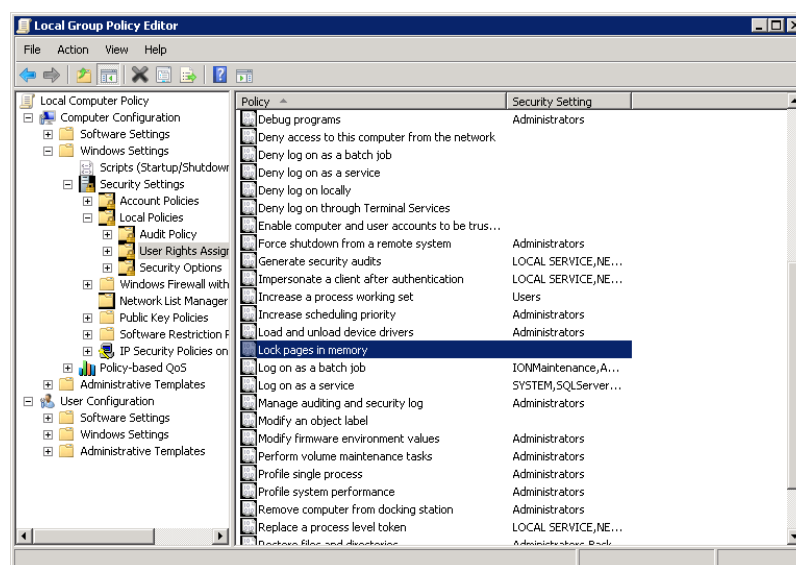 Local Group Policy Editor
File Action View Help
Local Computer Policy
Computer Configuration
Software Settings
Windows Settings
Scripts (Startup/Shutdown
Security Settings
Account Policies
Local Policies
Audit Policy
User Rights Assigr
Security Options
Windows Firewall with
Network List Manager
Public Key Policies
Software Restriction P
IP Security Policies on
Policy-based QoS
Administrative Templates
User Configuration
Software Settings
Windows Settings
Administrative Templates
Policy Security Setting
Debug programs Administrators
Deny access to this computer from the network
Deny log on as a batch job
Deny log on as a service
Deny log on locally
Deny log on through Terminal Services
Enable computer and user accounts to be trus...
Force shutdown from a remote system Administrators
Generate security audits LOCAL SERVICE,NE...
Impersonate a client after authentication LOCAL SERVICE,NE...
Increase a process working set Users
Increase scheduling priority Administrators
Load and unload device drivers Administrators
Lock pages in memory
Log on as a batch job IONMaintenance,A...
Log on as a service SYSTEM,SQLServer...
Manage auditing and security log Administrators
Modify an object label
Modify firmware environment values Administrators
Perform volume maintenance tasks Administrators
Profile single process Administrators
Profile system performance Administrators
Remove computer from docking station Administrators
Replace a process level token LOCAL SERVICE,NE...
Restore files and directories Administrators,Back